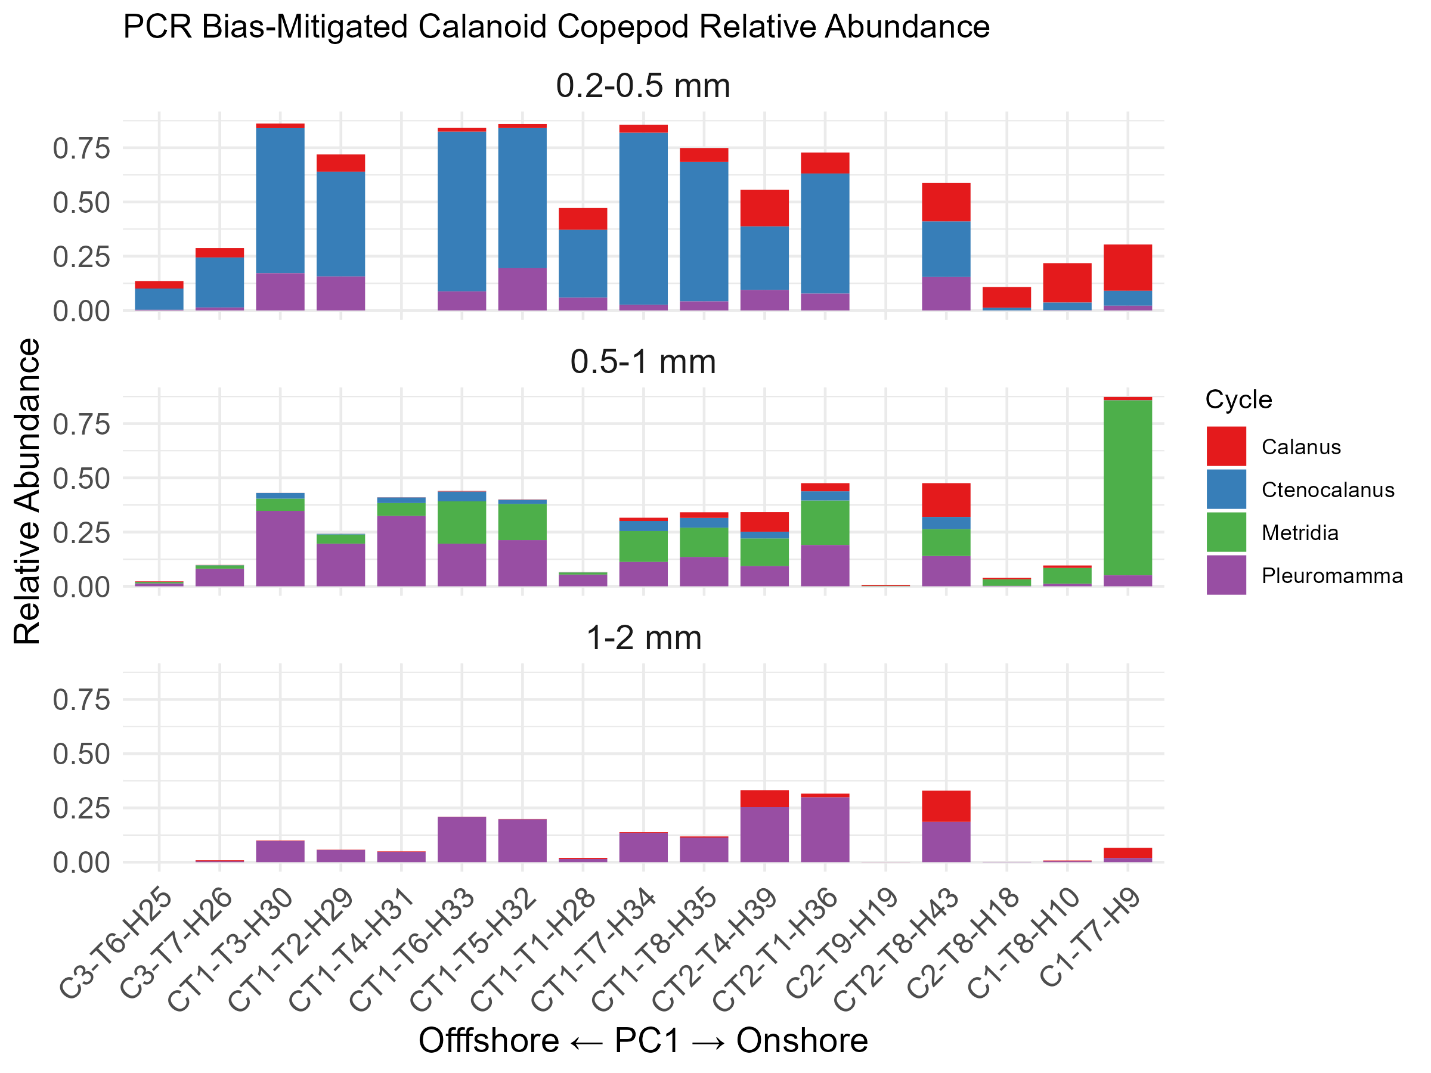 PCR Bias-Mitigated Calanoid Copepod Relative Abundance
0.2-0.5 mm
0.75
0.50
0.25
0.00
0.5-1 mm
0.75
0.50
0.25
0.00
1-2 mm
0.75
0.50
0.25
0.00
Relative Abundance
C3-T6-H25
C3-T7-H26
CT1-T3-H30
CT1-T2-H29
CT1-T4-H31
CT1-T6-H33
CT1-T5-H32
CT1-T1-H28
CT1-T7-H34
CT1-T8-H35
CT2-T4-H39
CT2-T1-H36
C2-T9-H19
CT2-T8-H43
C2-T8-H18
C1-T8-H10
C1-T7-H9
Offfshore ← PC1 → Onshore
Cycle
Calanus
Ctenocalanus
Metridia
Pleuromamma